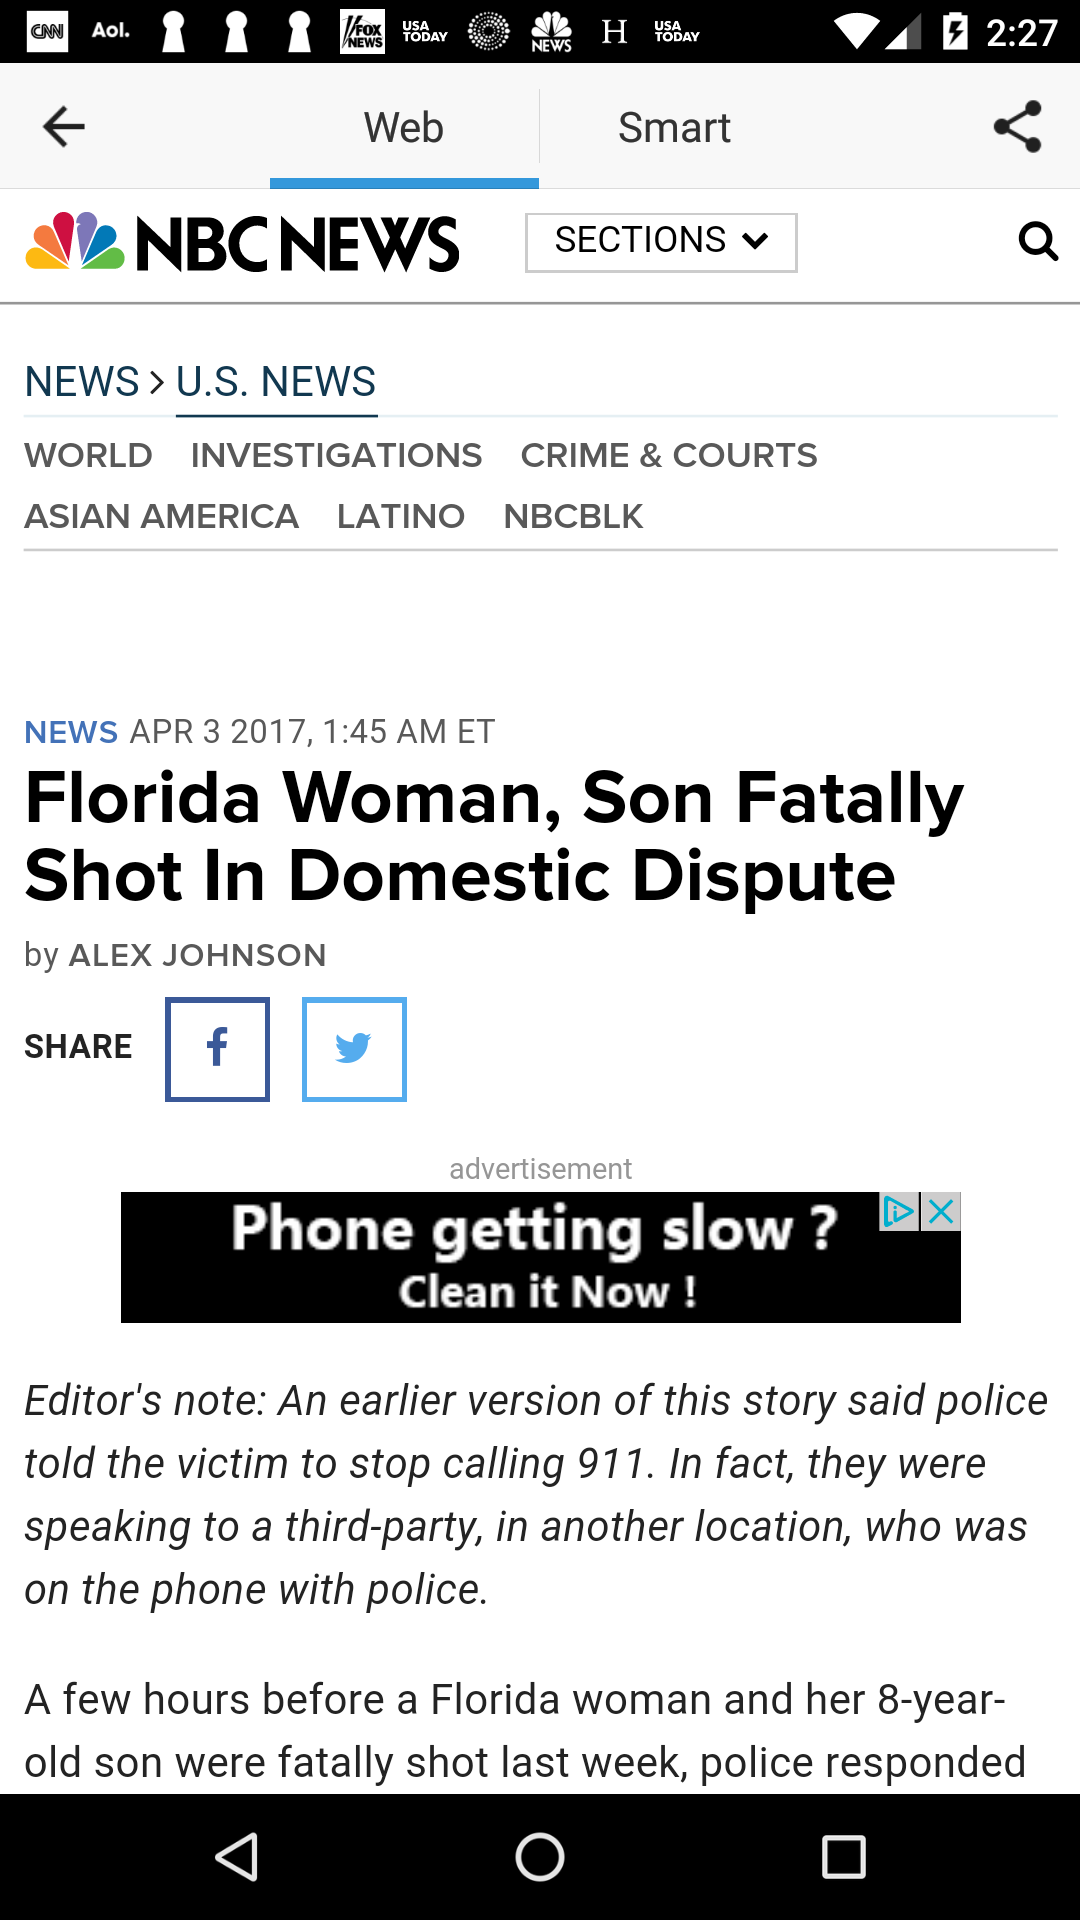 CNN Aol. FOX NEWS USA TODAY NEWS H USA TODAY 2:27
Web Smart
NBC NEWS SECTIONS
NEWS > U.S. NEWS
WORLD INVESTIGATIONS CRIME & COURTS
ASIAN AMERICA LATINO NBCBLK
NEWS APR 3 2017, 1:45 AM ET
Florida Woman, Son Fatally
Shot In Domestic Dispute
by ALEX JOHNSON
SHARE f
advertisement
Phone getting slow ?
Clean it Now !
Editor's note: An earlier version of this story said police
told the victim to stop calling 911. In fact, they were
speaking to a third-party, in another location, who was
on the phone with police.
A few hours before a Florida woman and her 8-year-
old son were fatally shot last week, police responded